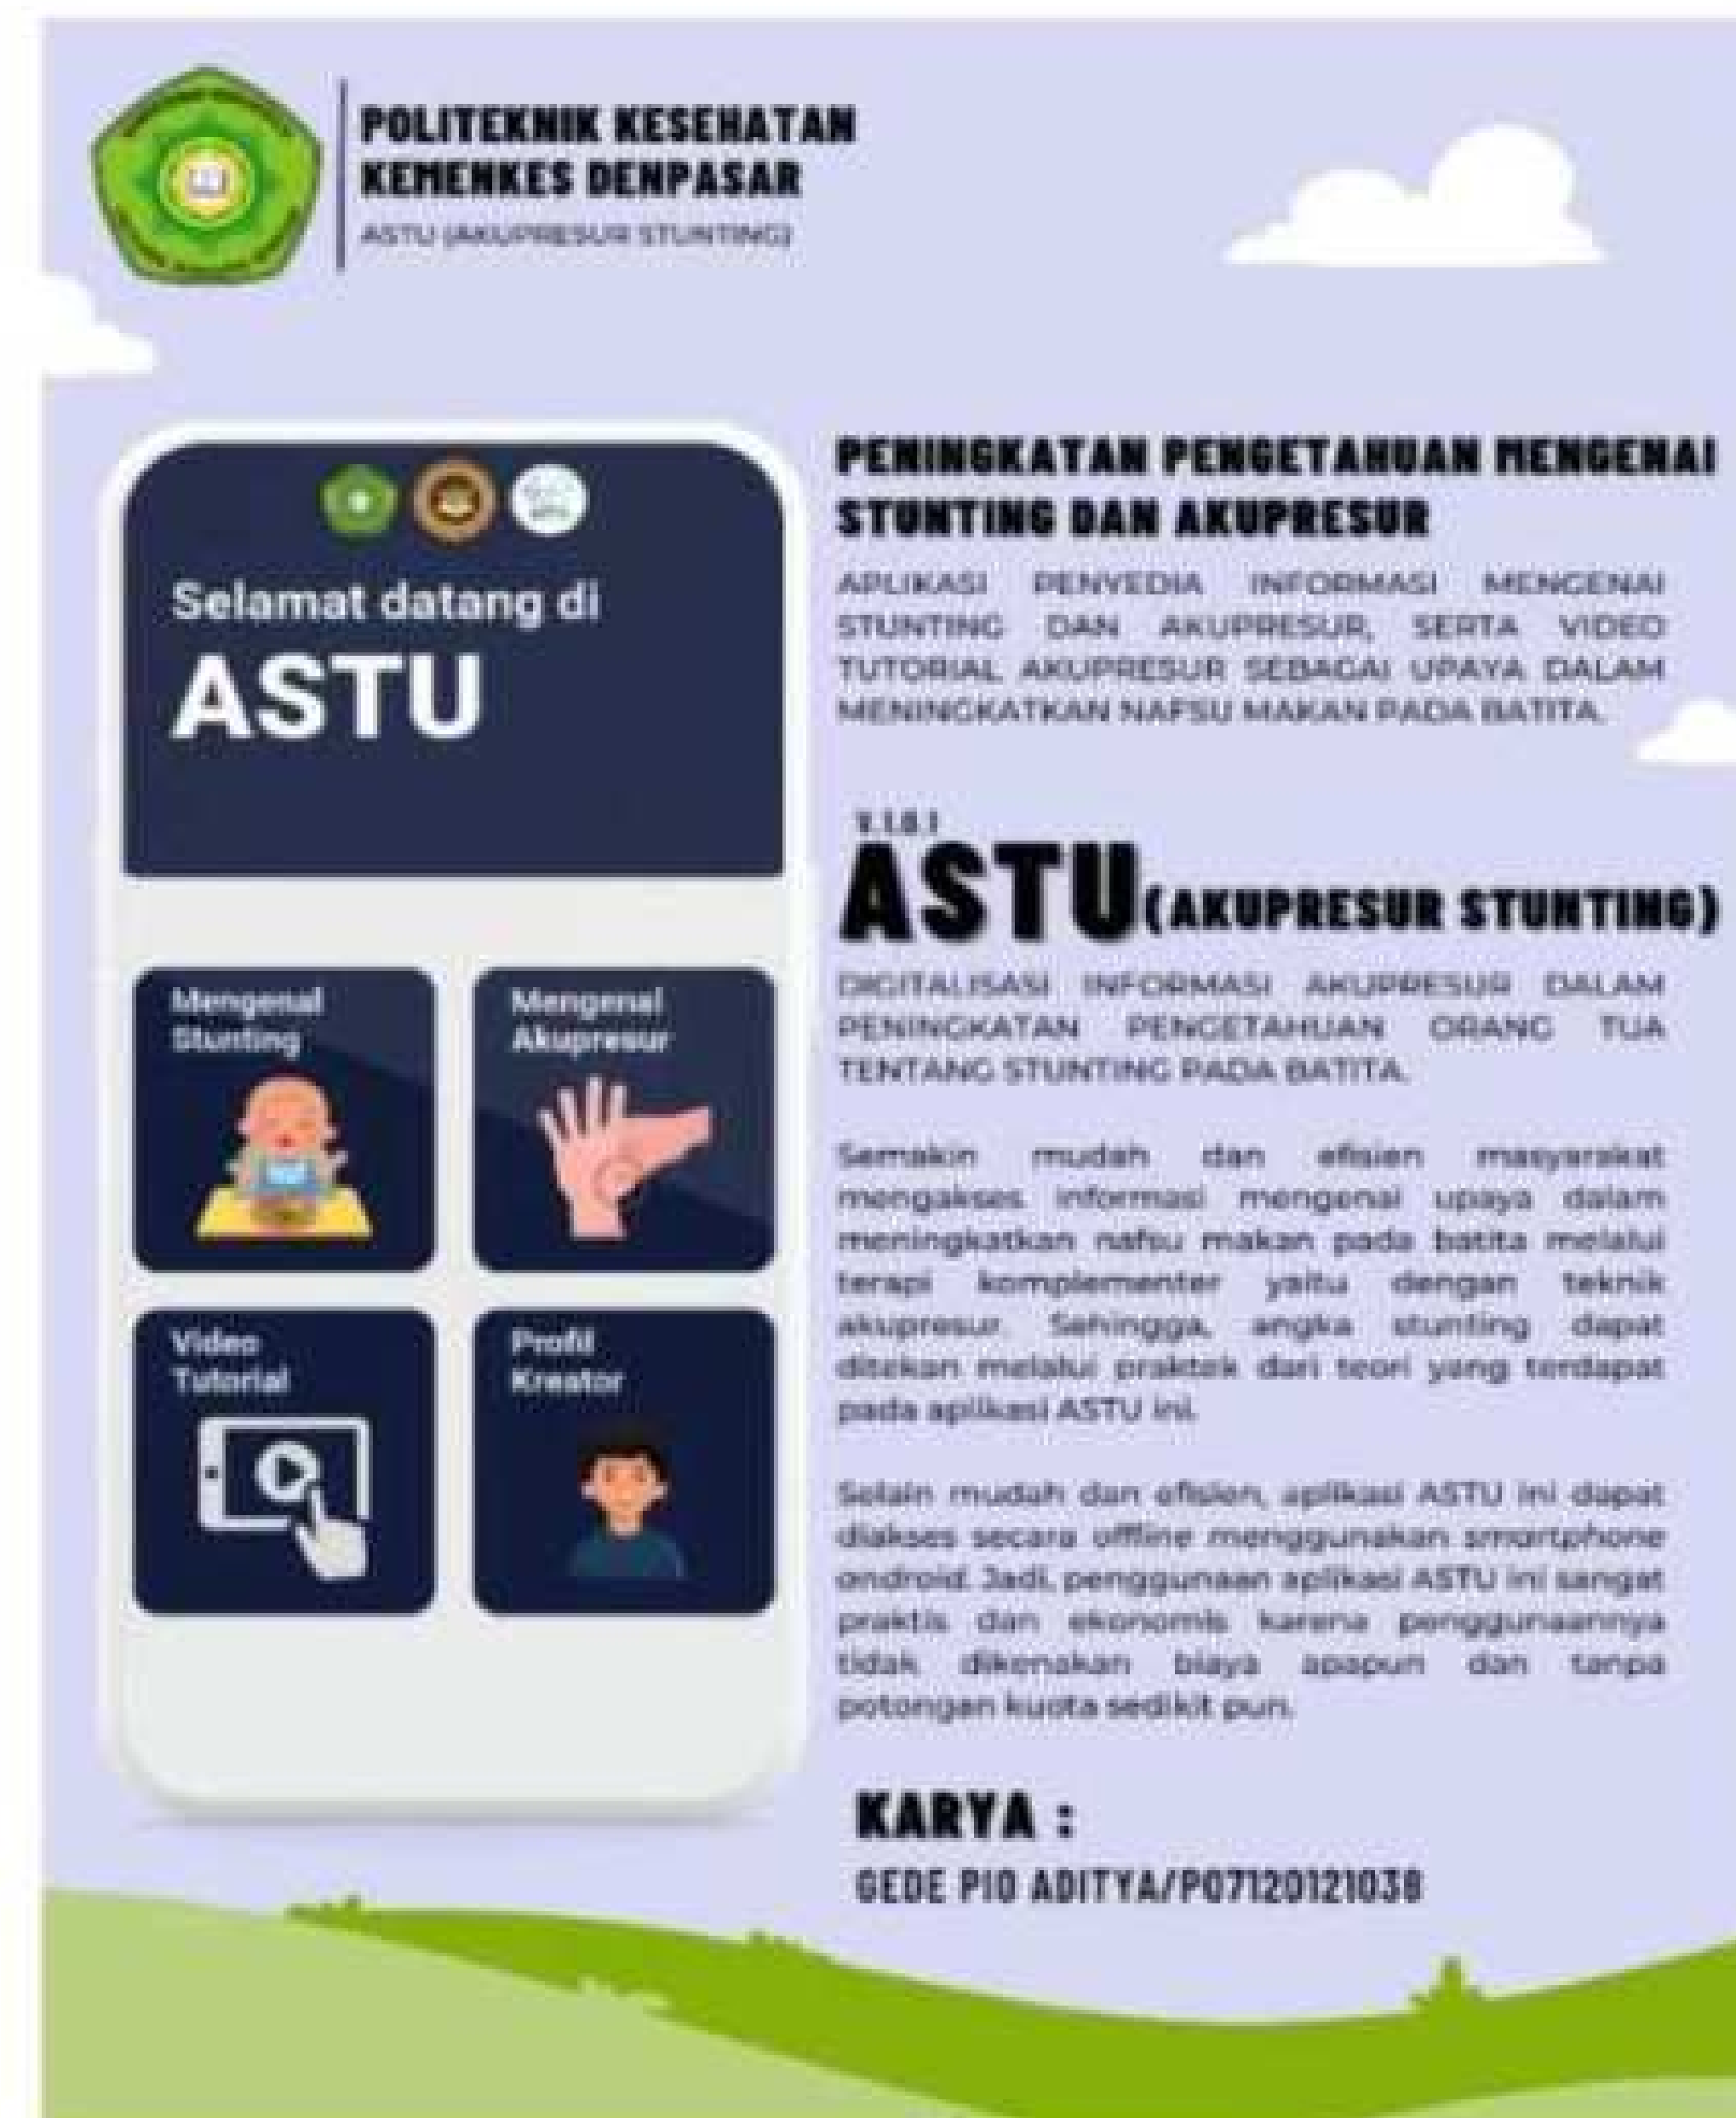 POLITEKNIK KESEHATAN
KEMENKES DENPASAR
ASTU (AKUPRESUR STUNTING)
Selamat datang di
ASTU
Mengenal
Stunting
Mengenal
Akupresur
Video
Tutorial
Profil
Kreator
PENINGKATAN PENGETAHUAN MENGENAI
STUNTING DAN AKUPRESUR
APLIKASI PENYEDIA INFORMASI MENGENAI
STUNTING DAN AKUPRESUR, SERTA VIDEO
TUTORIAL AKUPRESUR SEBAGAI UPAYA DALAM
MENINGKATKAN NAFSU MAKAN PADA BATITA.
ASTU (AKUPRESUR STUNTING)
DIGITALISASI INFORMASI AKUPRESUR DALAM
PENINGKATAN PENGETAHUAN ORANG TUA
TENTANG STUNTING PADA BATITA.
Semakin mudah dan efisien masyarakat
mengakses informasi mengenai upaya dalam
meningkatkan nafsu makan pada batita melalui
terapi komplementer yaitu dengan teknik
akupresur. Sehingga, angka stunting dapat
ditekan melalui praktek dari teori yang terdapat
pada aplikasi ASTU ini.
Selain mudah dan efisien, aplikasi ASTU ini dapat
diakses secara offline menggunakan smartphone
android. Jadi, penggunaan aplikasi ASTU ini sangat
praktis dan ekonomis karena penggunaannya
tidak dikenakan biaya apapun dan tanpa
potongan kuota sedikit pun.
KARYA :
GEDE PIO ADITYA/P07120121038